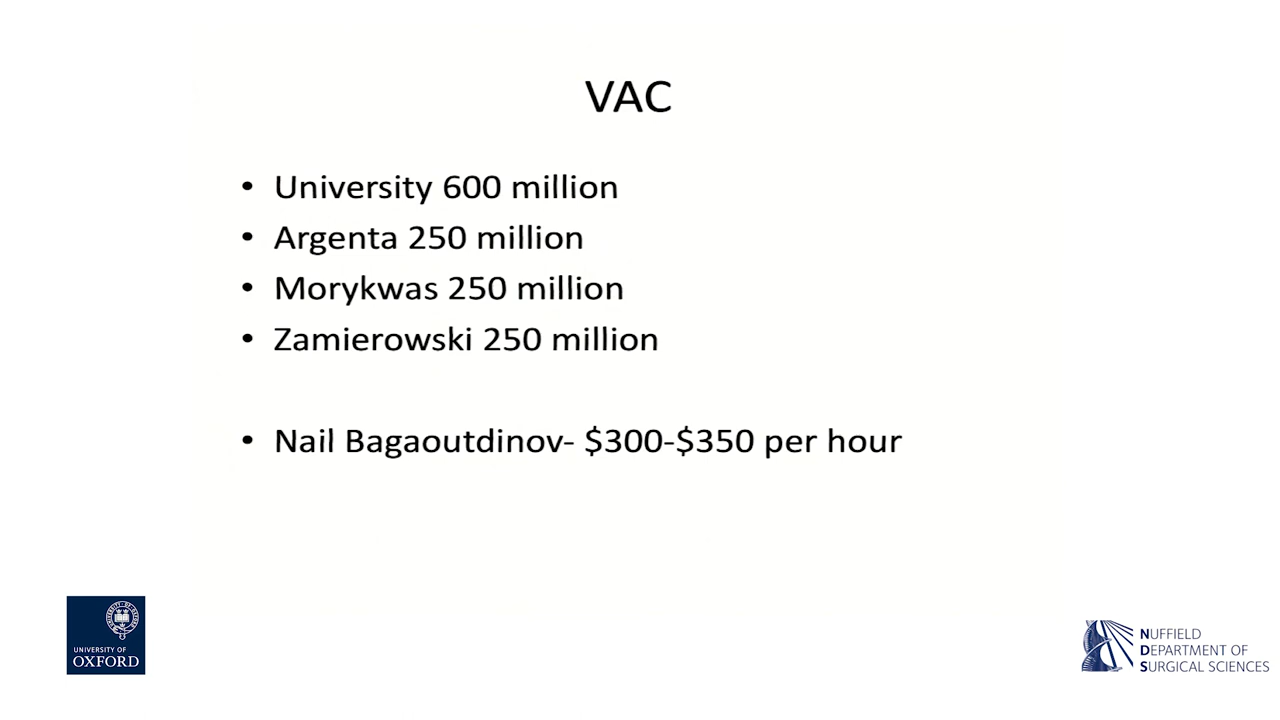 VAC
• University 600 million
• Argenta 250 million
• Morykwas 250 million
• Zamierowski 250 million
• Nail Bagaoutdinov- $300-$350 per hour
UNIVERSITY OF
OXFORD
NUFFIELD
DEPARTMENT OF
SURGICAL SCIENCES